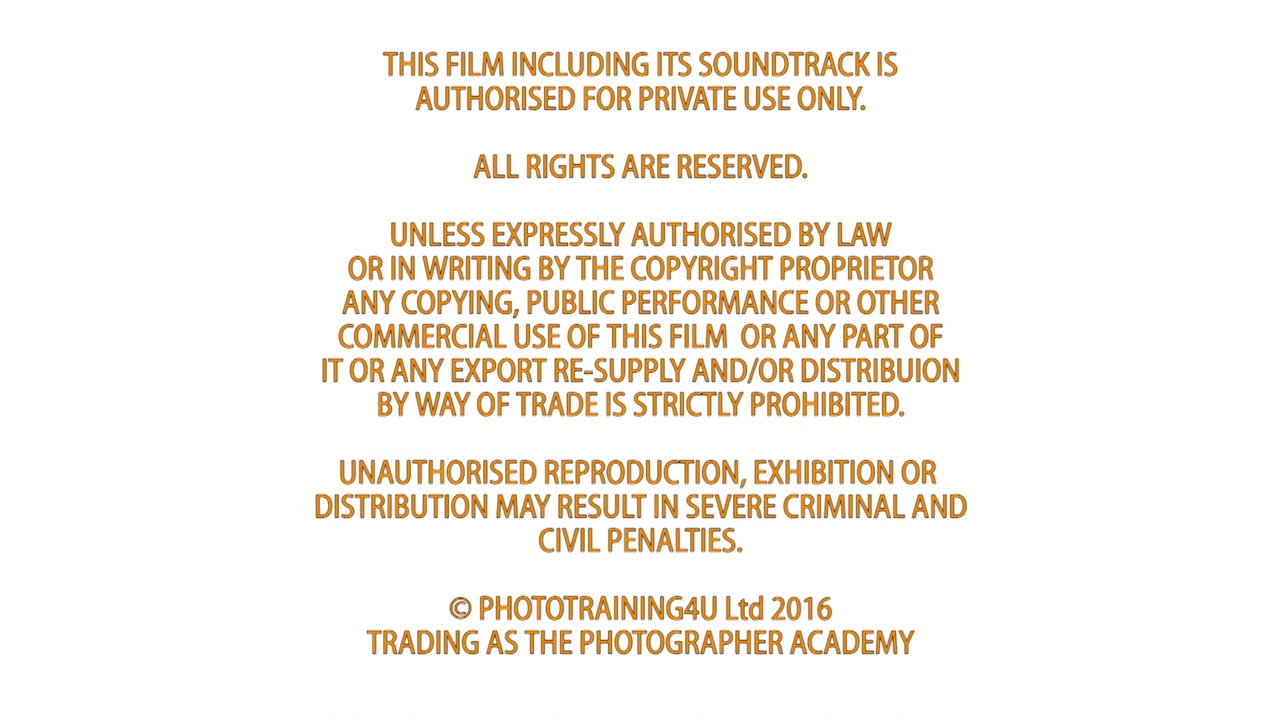 THIS FILM INCLUDING ITS SOUNDTRACK IS
AUTHORISED FOR PRIVATE USE ONLY.
ALL RIGHTS ARE RESERVED.
UNLESS EXPRESSLY AUTHORISED BY LAW
OR IN WRITING BY THE COPYRIGHT PROPRIETOR
ANY COPYING, PUBLIC PERFORMANCE OR OTHER
COMMERCIAL USE OF THIS FILM  OR ANY PART OF
IT OR ANY EXPORT RE-SUPPLY AND/OR DISTRIBUION
BY WAY OF TRADE IS STRICTLY PROHIBITED.
UNAUTHORISED REPRODUCTION, EXHIBITION OR
DISTRIBUTION MAY RESULT IN SEVERE CRIMINAL AND
CIVIL PENALTIES.
© PHOTOTRAINING4U Ltd 2016
TRADING AS THE PHOTOGRAPHER ACADEMY